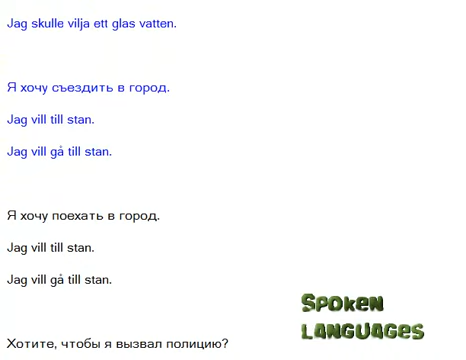 Jag skulle vilja ett glas vatten.
Я хочу съездить в город.
Jag vill till stan.
Jag vill gå till stan.
Я хочу поехать в город.
Jag vill till stan.
Jag vill gå till stan.
Spoken
Languages
Хотите, чтобы я вызвал полицию?